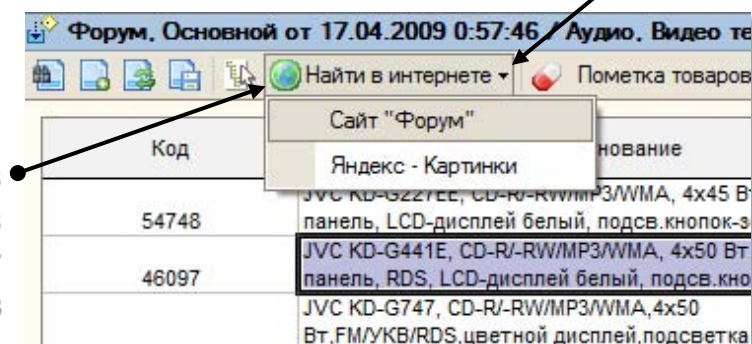 Форум, Основной от 17.04.2009 0:57:46 / Аудио, Видео те
Найти в интернете
Пометка товаров
Сайт "Форум"
Яндекс - Картинки
Код
нование
54748
JVC KD-G227EE, CD-R/-RW/MP3/WMA, 4x45 Вт
панель, LCD-дисплей белый, подсв.кнопок-з
46097
JVC KD-G441E, CD-R/-RW/MP3/WMA, 4x50 Вт
панель, RDS, LCD-дисплей белый, подсв.кно
JVC KD-G747, CD-R/-RW/MP3/WMA,4x50
Вт,FM/УКВ/RDS,цветной дисплей,подсветка